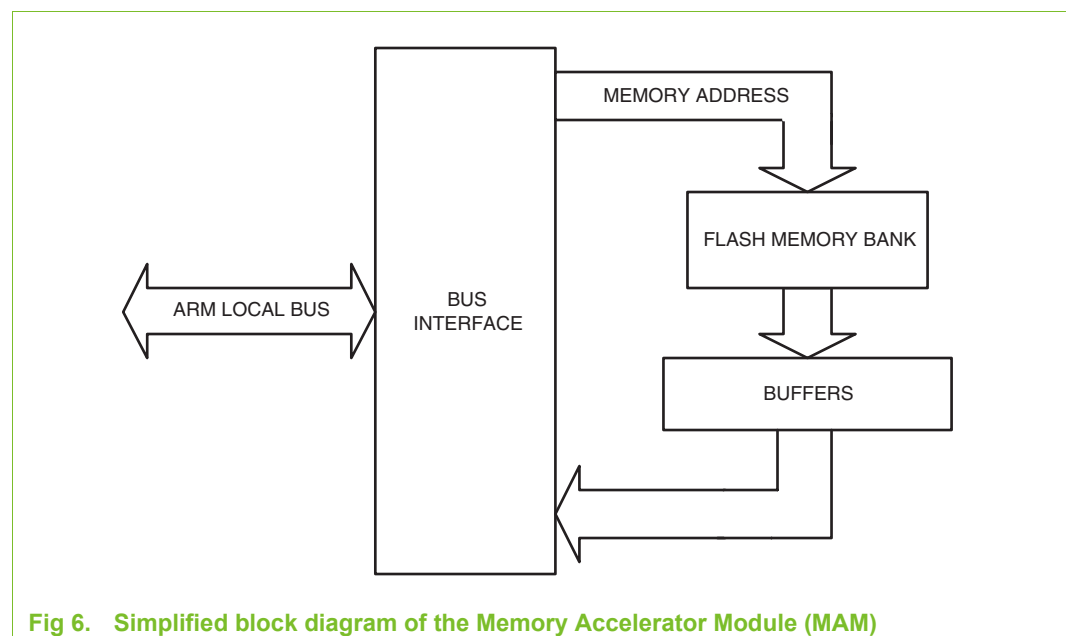 MEMORY ADDRESS
FLASH MEMORY BANK
ARM LOCAL BUS
BUS
INTERFACE
BUFFERS
Fig 6. Simplified block diagram of the Memory Accelerator Module (MAM)